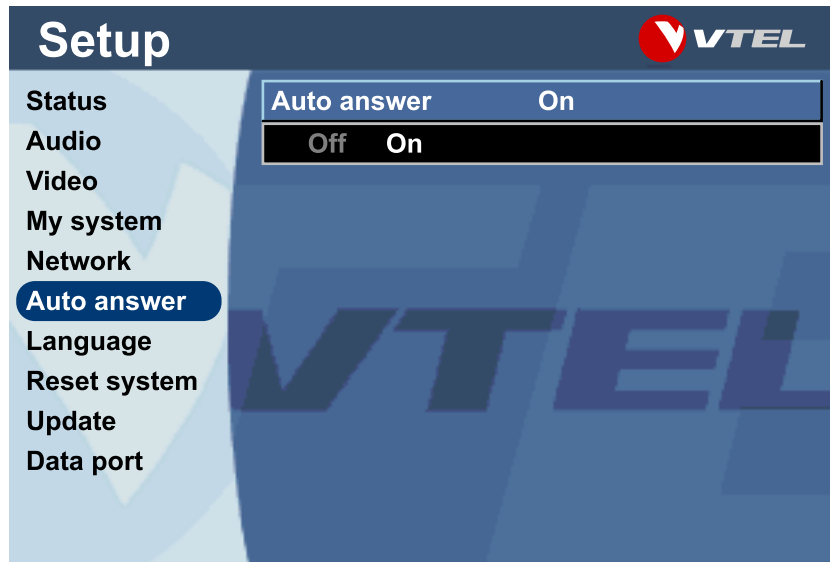 Setup
VTEL
Status
Audio
Video
My system
Network
Auto answer
Language
Reset system
Update
Data port
Auto answer On
Off On
VTEL